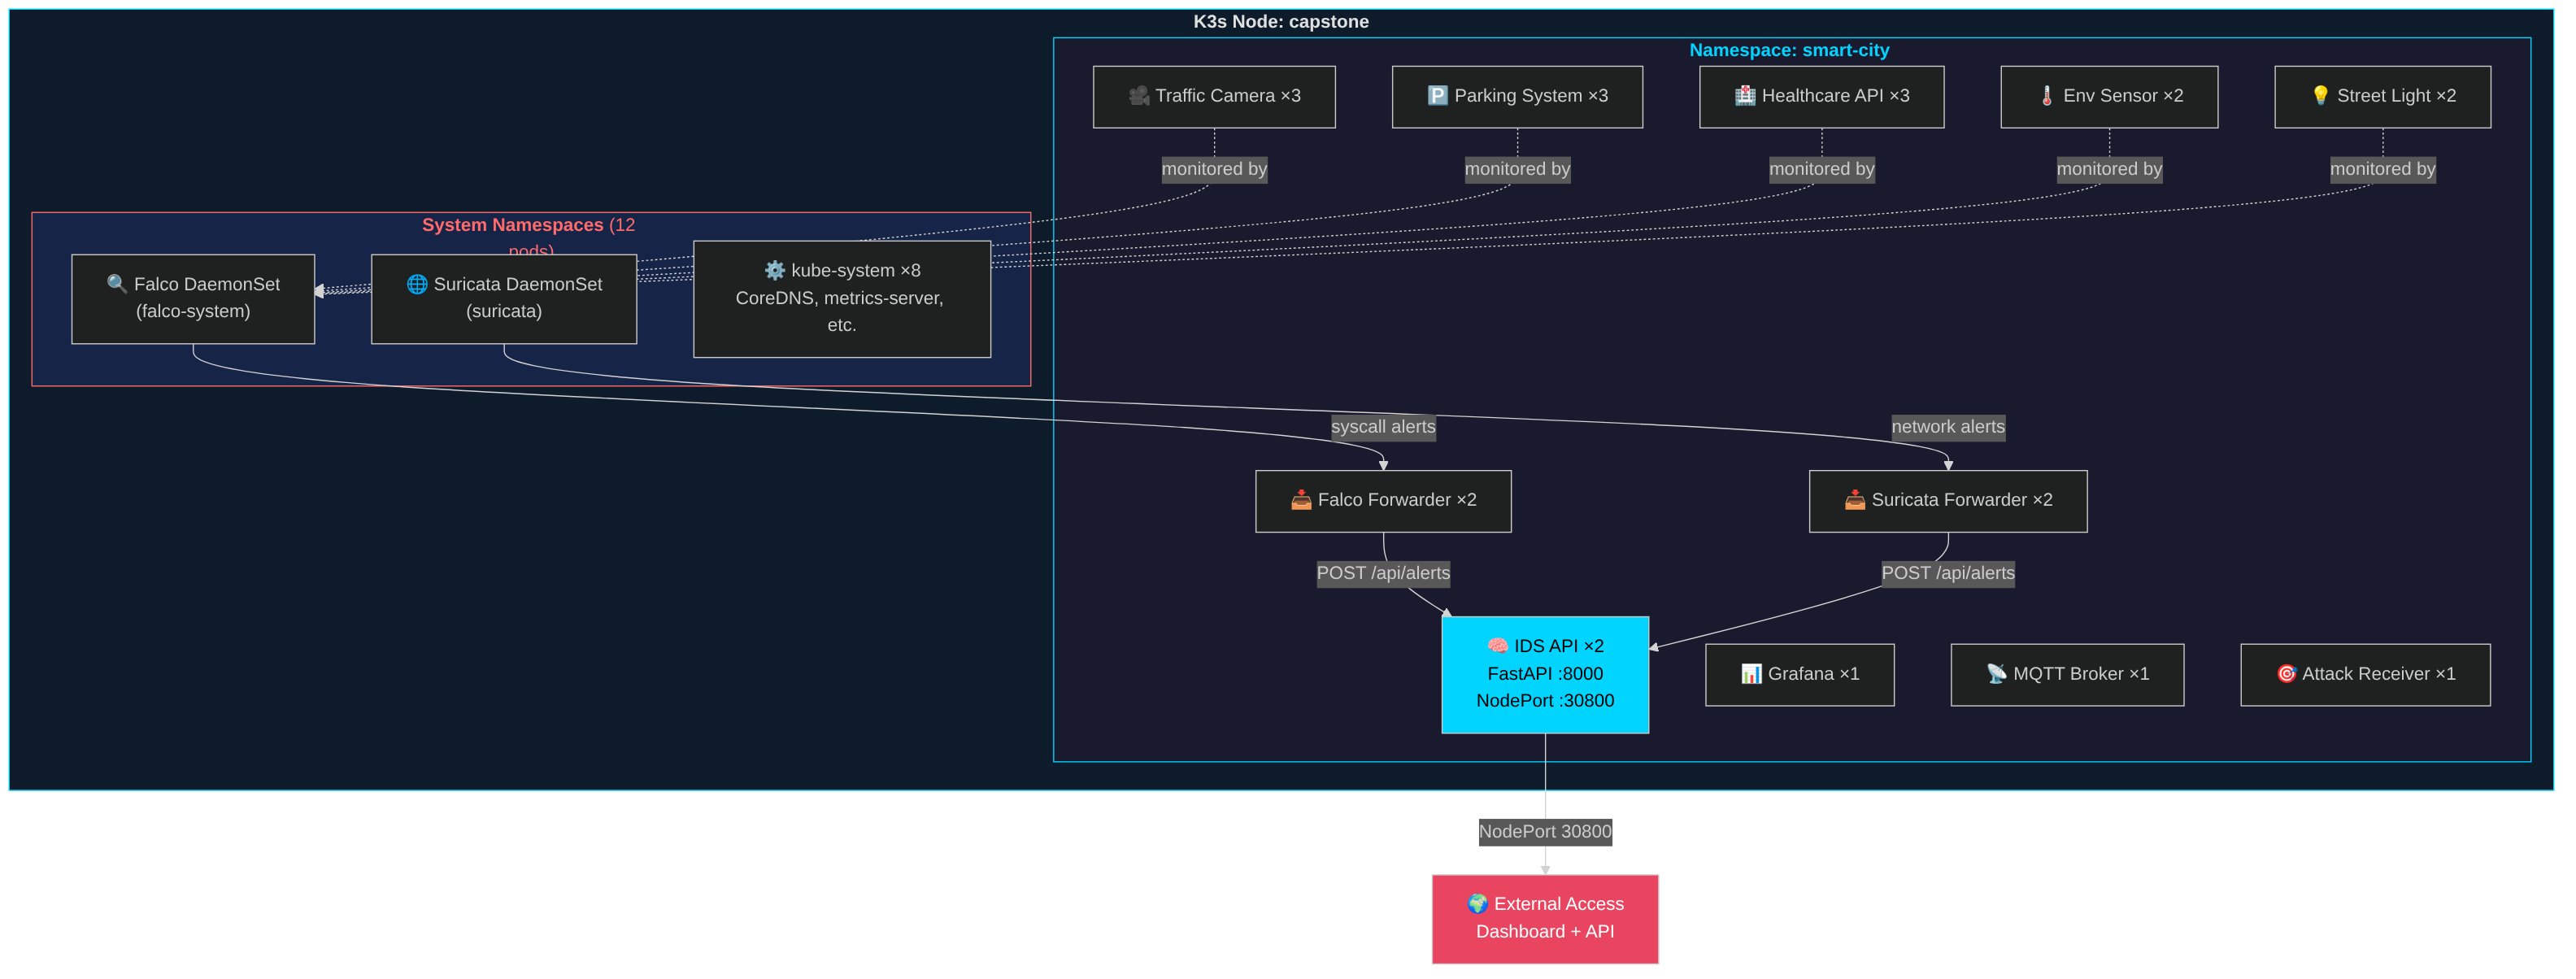 K3s Node: capstone
Namespace: smart-city
🎥 Traffic Camera ×3
🅿️ Parking System ×3
🏥 Healthcare API ×3
🌡️ Env Sensor ×2
💡 Street Light ×2
monitored by
monitored by
monitored by
monitored by
monitored by
System Namespaces (12
pods)
🔍 Falco DaemonSet
(falco-system)
🌐 Suricata DaemonSet
(suricata)
⚙️ kube-system ×8
CoreDNS, metrics-server,
etc.
syscall alerts
network alerts
📥 Falco Forwarder ×2
📥 Suricata Forwarder ×2
POST /api/alerts
POST /api/alerts
🧠 IDS API ×2
FastAPI :8000
NodePort :30800
📊 Grafana ×1
📡 MQTT Broker ×1
🎯 Attack Receiver ×1
NodePort 30800
🌍 External Access
Dashboard + API